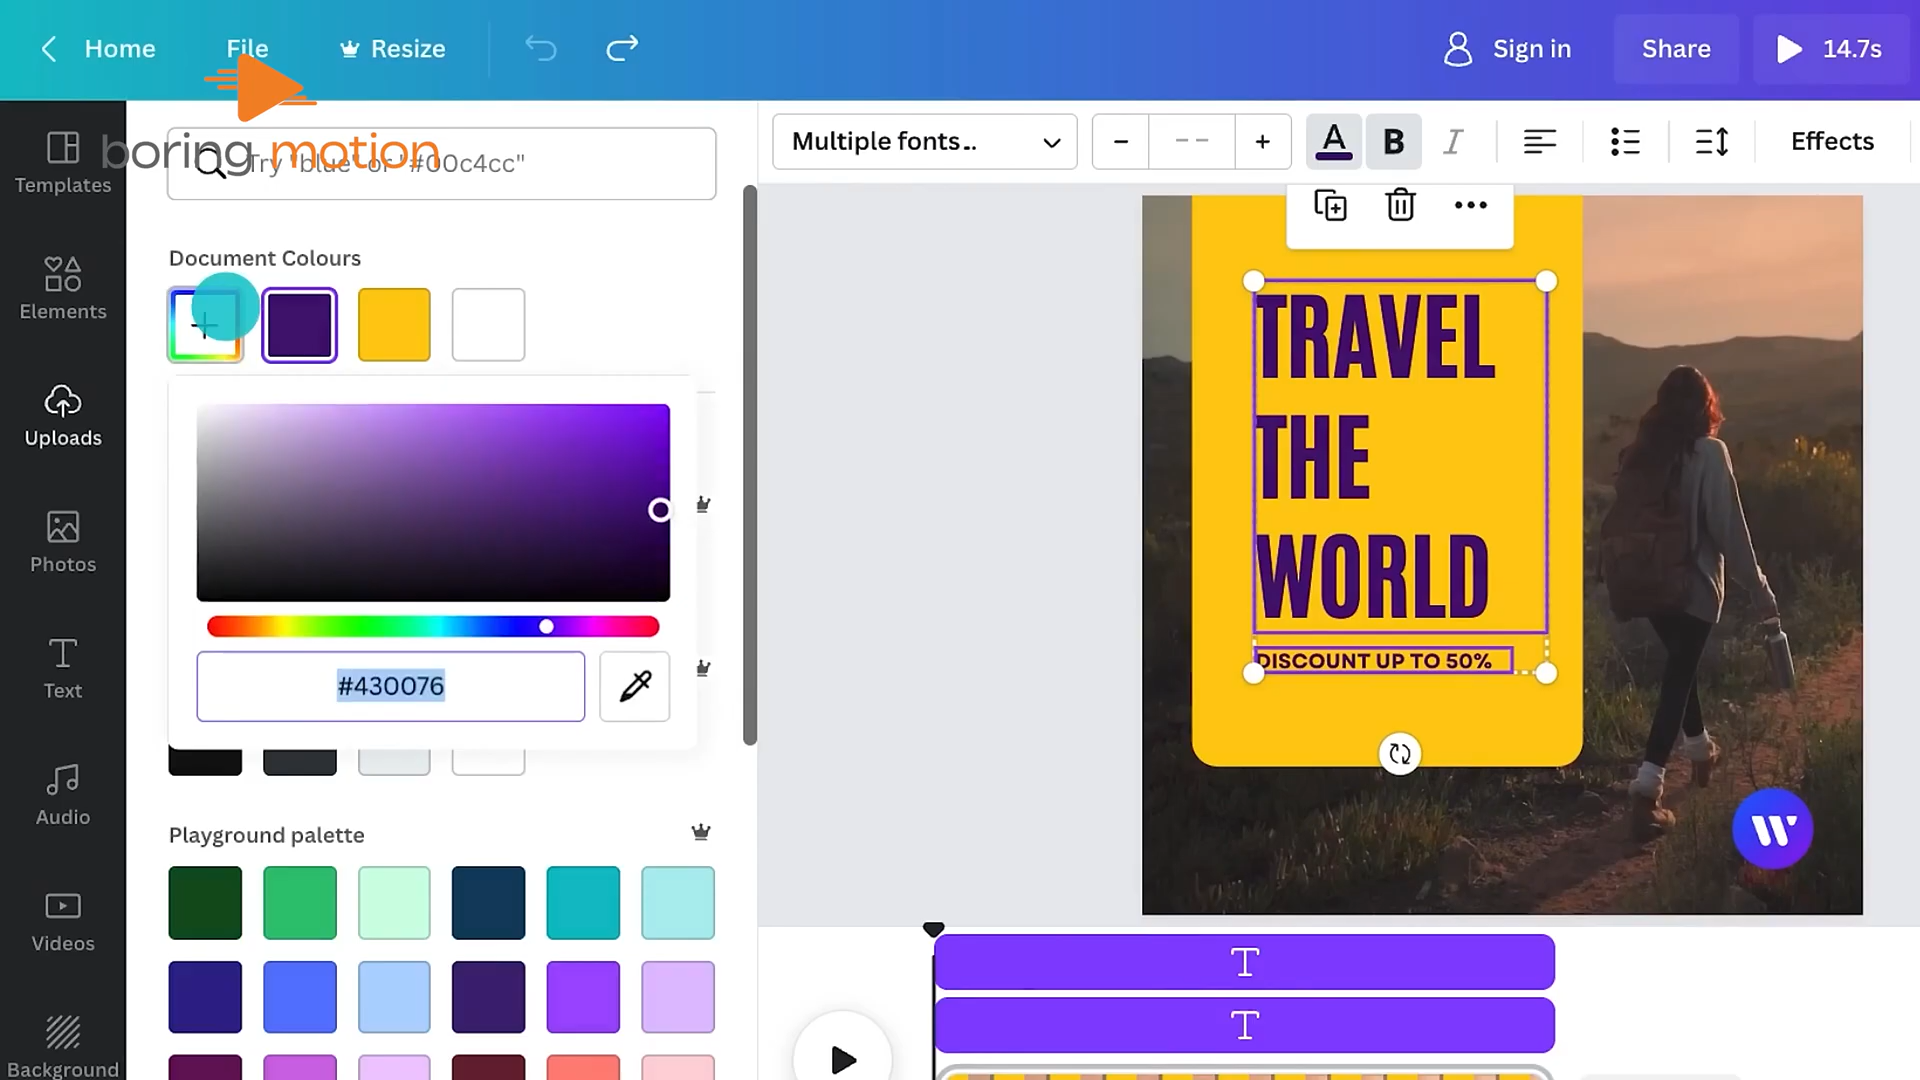 Home
File
Resize
Sign in
Share
14.7s
boring motion
Try "blue" or "#00c4cc"
Multiple fonts...
A
B
I
Effects
Templates
Elements
Uploads
Photos
Text
Audio
Videos
Background
Document Colours
#430076
Playground palette
TRAVEL
THE
WORLD
DISCOUNT UP TO 50%
W
T
T